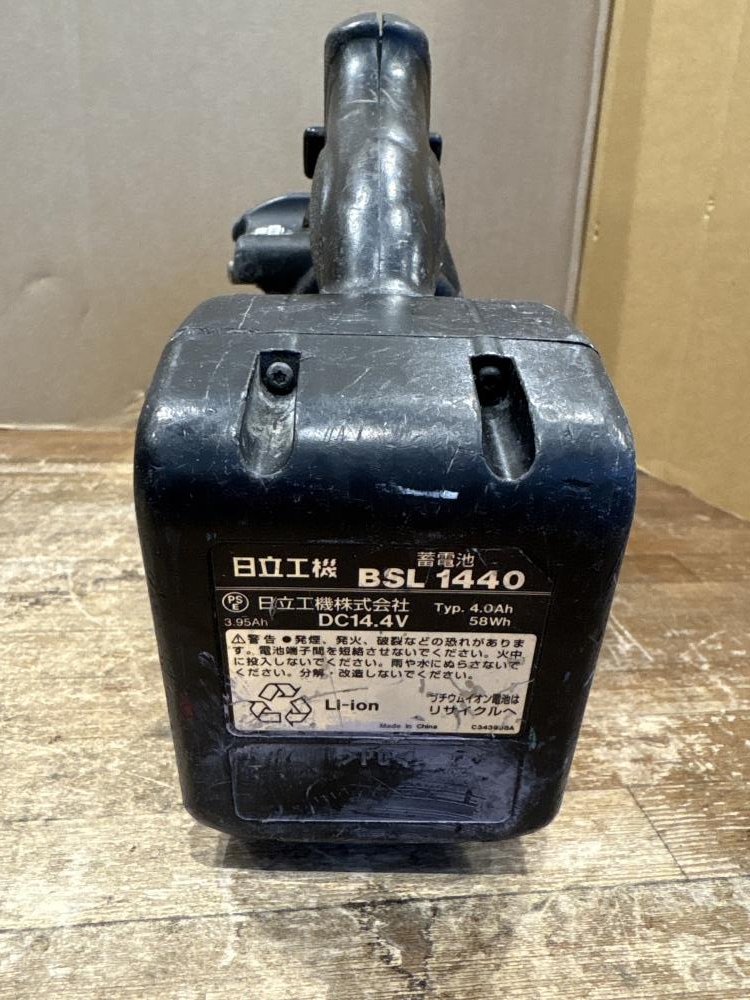 日立工機 蓄電池
BSL 1440
PS E 日立工機株式会社 Typ. 4.0Ah
3.95Ah DC14.4V 58Wh
⚠警告 ●発煙、発火、破裂などの恐れがありま
す。電池端子間を短絡させないでください。火中
に投入しないでください。雨や水にぬらさないで
ください。分解・改造しないでください。
Li-ion
リチウムイオン電池は
リサイクルへ
Made in China